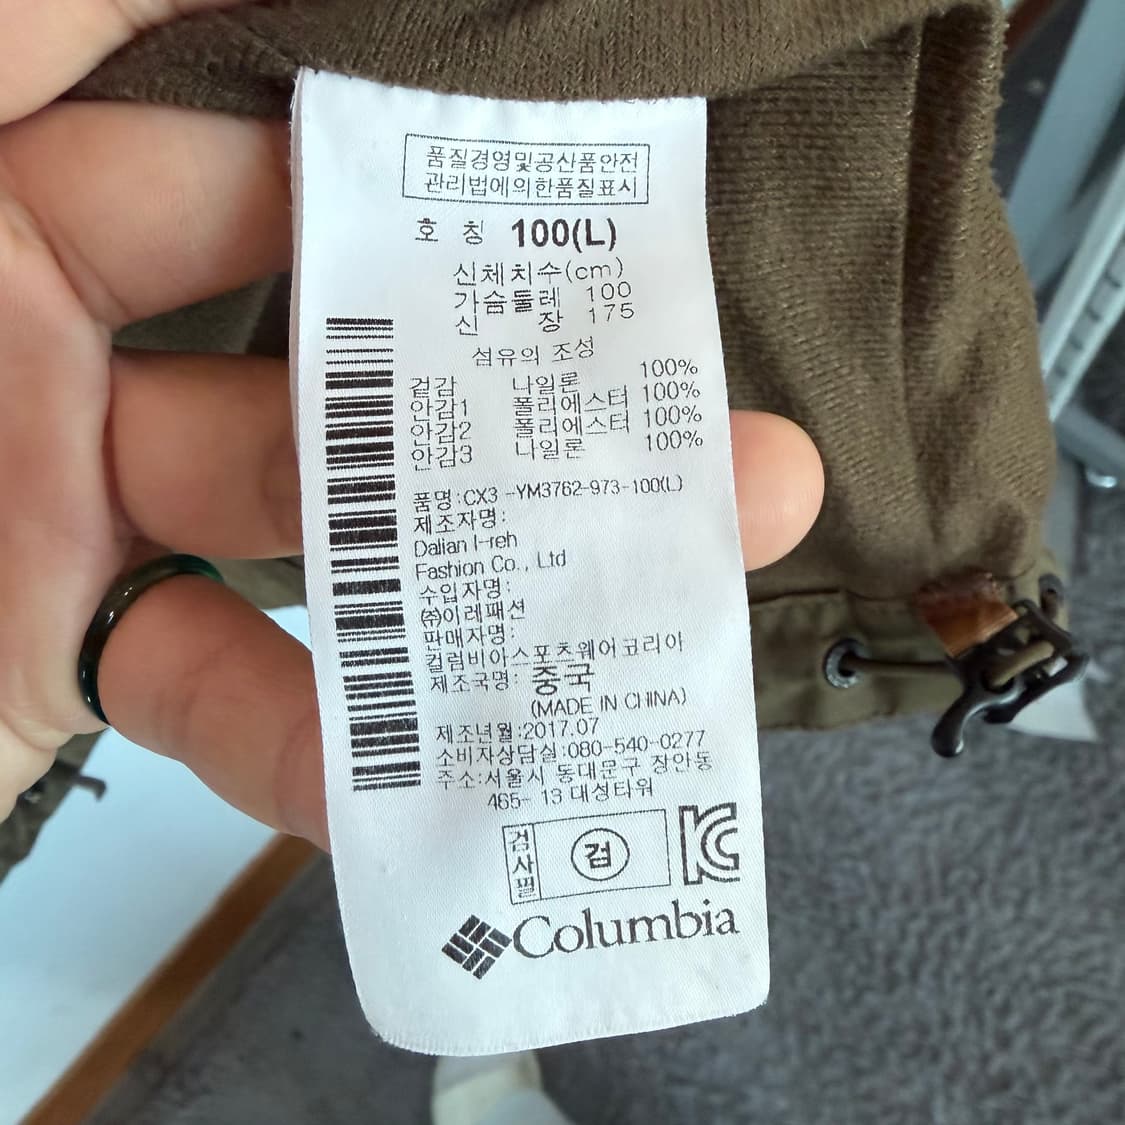 품질경영및공산품안전
관리법에의한품질표시
호 칭 100(L)
신체치수(cm)
가슴둘레 100
신 장 175
섬유의 조성
겉감 나일론 100%
안감1 폴리에스터 100%
안감2 폴리에스터 100%
안감3 나일론 100%
품명:CX3-YM3762-973-100(L)
제조자명:
Dalian I-reh
Fashion Co., Ltd
수입자명:
㈜이레패션
판매자명:
컬럼비아스포츠웨어코리아
제조국명: 중국
(MADE IN CHINA)
제조년월:2017.07
소비자상담실:080-540-0277
주소:서울시 동대문구 장안동
465-13 대성타워
검사필
검
KC
Columbia